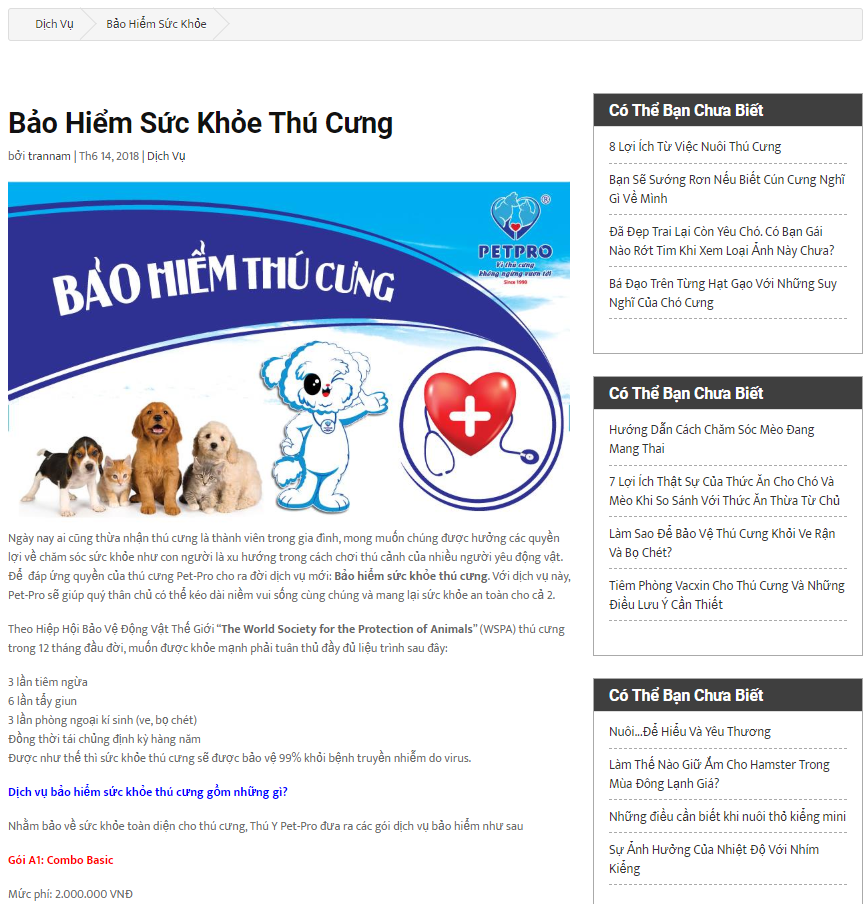 Dịch Vụ
Bảo Hiểm Sức Khỏe
Bảo Hiểm Sức Khỏe Thú Cưng
bởi trannam | Th6 14, 2018 | Dịch Vụ
BẢO HIỂM THÚ CƯNG
®
PETPRO
Vì thú cưng
Phóng ngừng vươn tới
Since 1990
Ngày nay ai cũng thừa nhận thú cưng là thành viên trong gia đình, mong muốn chúng được hưởng các quyền
lợi về chăm sóc sức khỏe như con người là xu hướng trong cách chơi thú cảnh của nhiều người yêu động vật.
Để đáp ứng quyền của thú cưng Pet-Pro cho ra đời dịch vụ mới: Bảo hiểm sức khỏe thú cưng. Với dịch vụ này,
Pet-Pro sẽ giúp quý thân chủ có thể kéo dài niềm vui sống cùng chúng và mang lại sức khỏe an toàn cho cả 2.
Theo Hiệp Hội Bảo Vệ Động Vật Thế Giới “The World Society for the Protection of Animals” (WSPA) thú cưng
trong 12 tháng đầu đời, muốn được khỏe mạnh phải tuân thủ đầy đủ liệu trình sau đây:
3 lần tiêm ngừa
6 lần tẩy giun
3 lần phòng ngoại kí sinh (ve, bọ chét)
Đồng thời tái chủng định kỳ hàng năm
Được như thế thì sức khỏe thú cưng sẽ được bảo vệ 99% khỏi bệnh truyền nhiễm do virus.
Dịch vụ bảo hiểm sức khỏe thú cưng gồm những gì?
Nhằm bảo về sức khỏe toàn diện cho thú cưng, Thú Y Pet-Pro đưa ra các gói dịch vụ bảo hiểm như sau
Gói A1: Combo Basic
Mức phí: 2.000.000 VNĐ
Có Thể Bạn Chưa Biết
8 Lợi Ích Từ Việc Nuôi Thú Cưng
Bạn Sẽ Sướng Rơn Nếu Biết Cún Cưng Nghĩ
Gì Về Mình
Đã Đẹp Trai Lại Còn Yêu Chó. Có Bạn Gái
Nào Rớt Tim Khi Xem Loại Ảnh Này Chưa?
Bá Đạo Trên Từng Hạt Gạo Với Những Suy
Nghĩ Của Chó Cưng
Có Thể Bạn Chưa Biết
Hướng Dẫn Cách Chăm Sóc Mèo Đang
Mang Thai
7 Lợi Ích Thật Sự Của Thức Ăn Cho Chó Và
Mèo Khi So Sánh Với Thức Ăn Thừa Từ Chủ
Làm Sao Để Bảo Vệ Thú Cưng Khỏi Ve Rận
Và Bọ Chét?
Tiêm Phòng Vacxin Cho Thú Cưng Và Những
Điều Lưu Ý Cần Thiết
Có Thể Bạn Chưa Biết
Nuôi...Để Hiểu Và Yêu Thương
Làm Thế Nào Giữ Ấm Cho Hamster Trong
Mùa Đông Lạnh Giá?
Những điều cần biết khi nuôi thỏ kiểng mini
Sự Ảnh Hưởng Của Nhiệt Độ Với Nhím
Kiểng